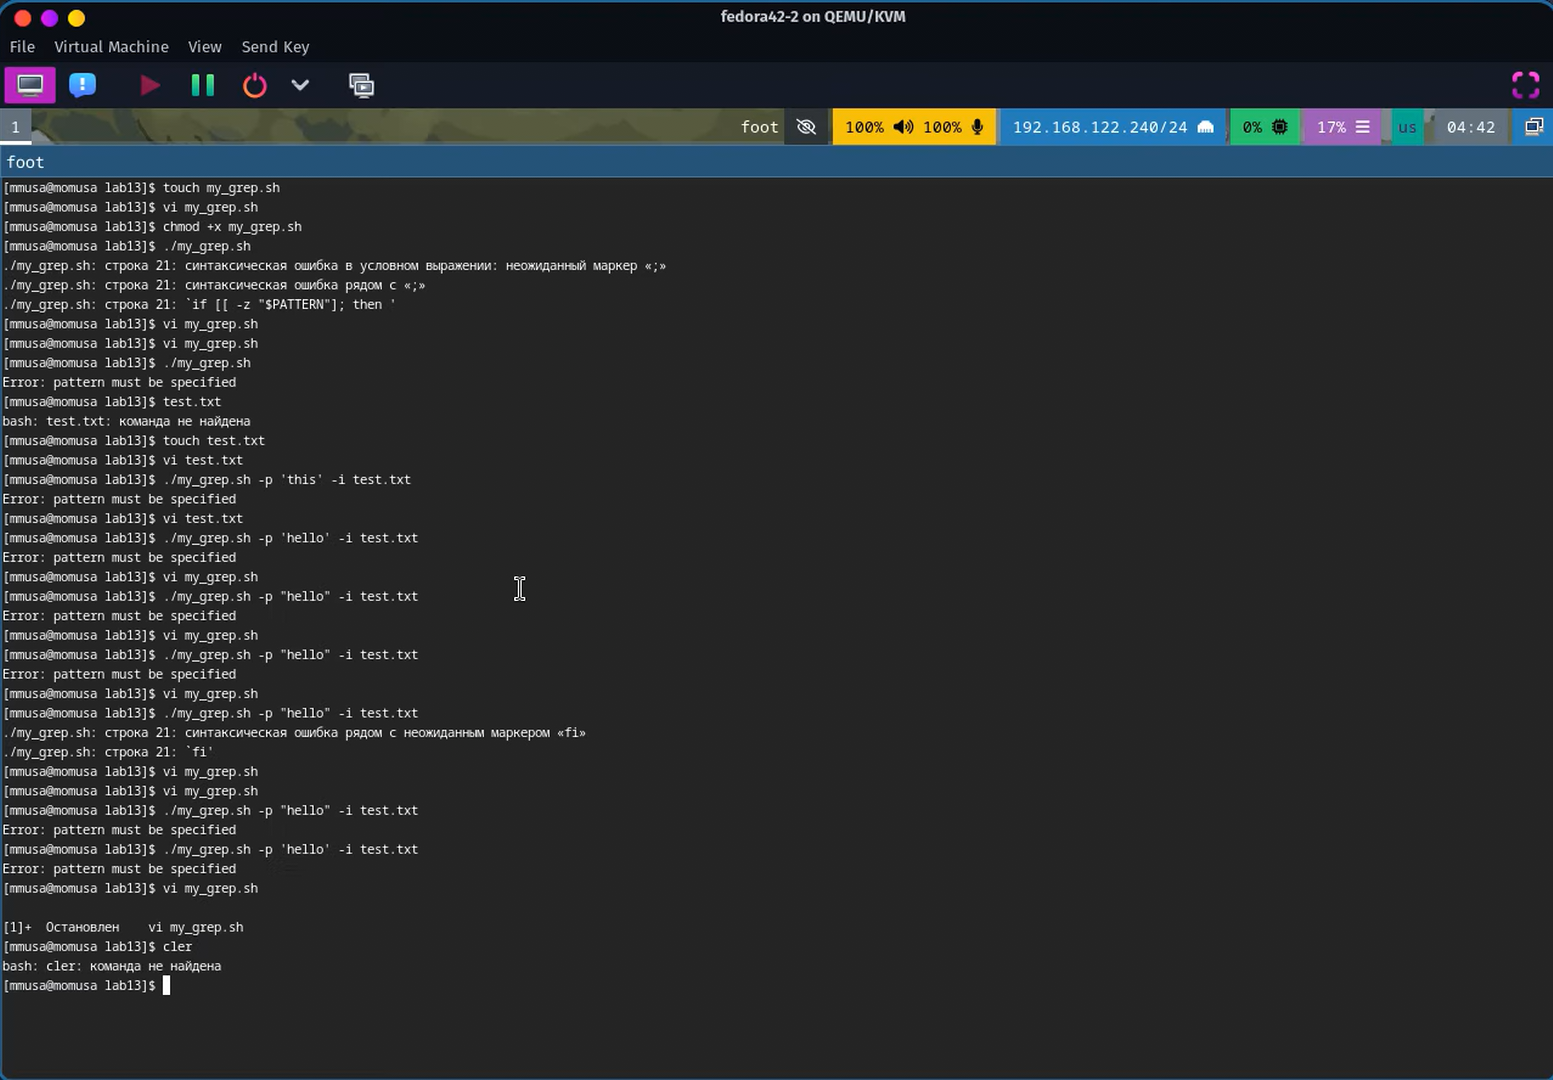 fedora42-2 on QEMU/KVM
File Virtual Machine View Send Key
1 foot 100% 100% 192.168.122.240/24 0% 17% us 04:42
foot
[mmusa@momusa lab13]$ touch my_grep.sh
[mmusa@momusa lab13]$ vi my_grep.sh
[mmusa@momusa lab13]$ chmod +x my_grep.sh
[mmusa@momusa lab13]$ ./my_grep.sh
./my_grep.sh: строка 21: синтаксическая ошибка в условном выражении: неожиданный маркер «;»
./my_grep.sh: строка 21: синтаксическая ошибка рядом с «;»
./my_grep.sh: строка 21: `if [[ -z "$PATTERN"]; then '
[mmusa@momusa lab13]$ vi my_grep.sh
[mmusa@momusa lab13]$ vi my_grep.sh
[mmusa@momusa lab13]$ ./my_grep.sh
Error: pattern must be specified
[mmusa@momusa lab13]$ test.txt
bash: test.txt: команда не найдена
[mmusa@momusa lab13]$ touch test.txt
[mmusa@momusa lab13]$ vi test.txt
[mmusa@momusa lab13]$ ./my_grep.sh -p 'this' -i test.txt
Error: pattern must be specified
[mmusa@momusa lab13]$ vi test.txt
[mmusa@momusa lab13]$ ./my_grep.sh -p 'hello' -i test.txt
Error: pattern must be specified
[mmusa@momusa lab13]$ vi my_grep.sh
[mmusa@momusa lab13]$ ./my_grep.sh -p "hello" -i test.txt
Error: pattern must be specified
[mmusa@momusa lab13]$ vi my_grep.sh
[mmusa@momusa lab13]$ ./my_grep.sh -p "hello" -i test.txt
Error: pattern must be specified
[mmusa@momusa lab13]$ vi my_grep.sh
[mmusa@momusa lab13]$ ./my_grep.sh -p "hello" -i test.txt
./my_grep.sh: строка 21: синтаксическая ошибка рядом с неожиданным маркером «fi»
./my_grep.sh: строка 21: `fi'
[mmusa@momusa lab13]$ vi my_grep.sh
[mmusa@momusa lab13]$ vi my_grep.sh
[mmusa@momusa lab13]$ ./my_grep.sh -p "hello" -i test.txt
Error: pattern must be specified
[mmusa@momusa lab13]$ ./my_grep.sh -p 'hello' -i test.txt
Error: pattern must be specified
[mmusa@momusa lab13]$ vi my_grep.sh
[1]+  Остановлен    vi my_grep.sh
[mmusa@momusa lab13]$ cler
bash: cler: команда не найдена
[mmusa@momusa lab13]$